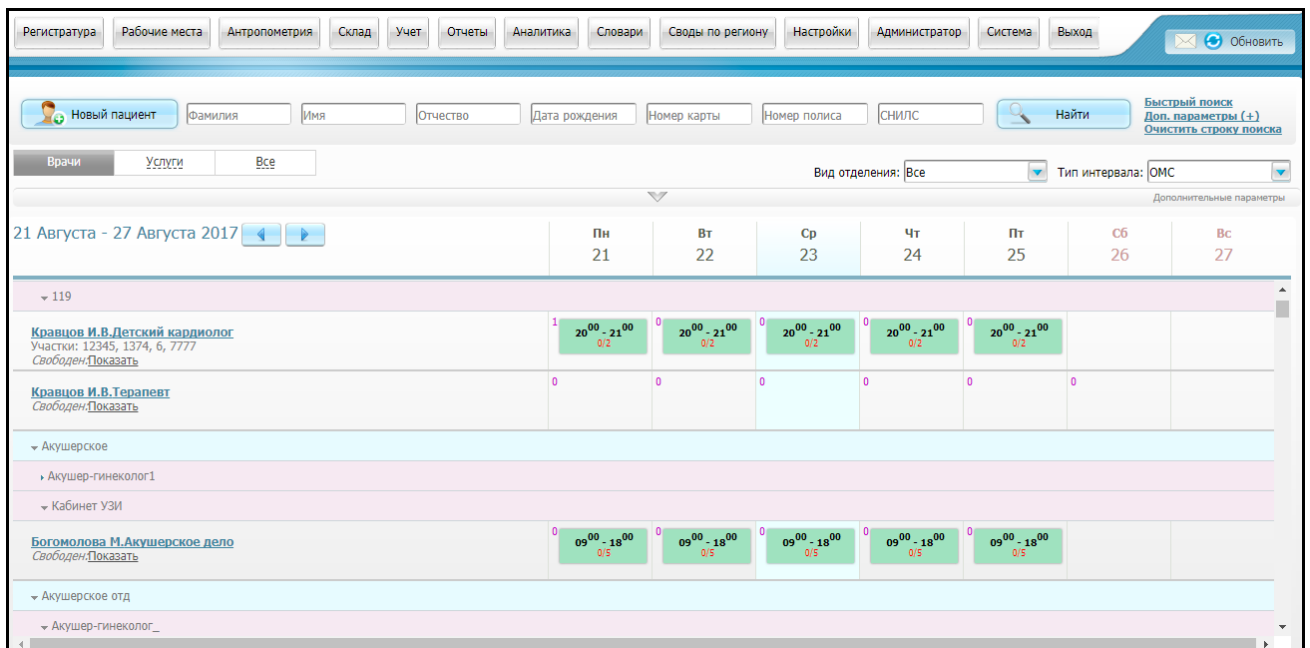 Регистратура Рабочие места Антропометрия Склад Учет Отчеты Аналитика Словари Своды по региону Настройки Администратор Система Выход Обновить
Новый пациент Фамилия Имя Отчество Дата рождения Номер карты Номер полиса СНИЛС Найти
Быстрый поиск
Доп. параметры (+)
Очистить строку поиска
Врачи Услуги Все Вид отделения: Все Тип интервала: ОМС
Дополнительные параметры
21 Августа - 27 Августа 2017 Пн Вт Ср Чт Пт Сб Вс
21 22 23 24 25 26 27
119
Кравцов И.В.Детский кардиолог 1 20⁰⁰ - 21⁰⁰ 0 20⁰⁰ - 21⁰⁰ 0 20⁰⁰ - 21⁰⁰ 0 20⁰⁰ - 21⁰⁰ 0 20⁰⁰ - 21⁰⁰
Участки: 12345, 1374, 6, 7777 0/2 0/2 0/2 0/2 0/2
Свободен:Показать
Кравцов И.В.Терапевт 0 0 0 0 0 0
Свободен:Показать
Акушерское
Акушер-гинеколог1
Кабинет УЗИ
Богомолова М.Акушерское дело 0 09⁰⁰ - 18⁰⁰ 0 09⁰⁰ - 18⁰⁰ 0 09⁰⁰ - 18⁰⁰ 0 09⁰⁰ - 18⁰⁰ 0 09⁰⁰ - 18⁰⁰
Свободен:Показать 0/5 0/5 0/5 0/5 0/5
Акушерское отд
Акушер-гинеколог_